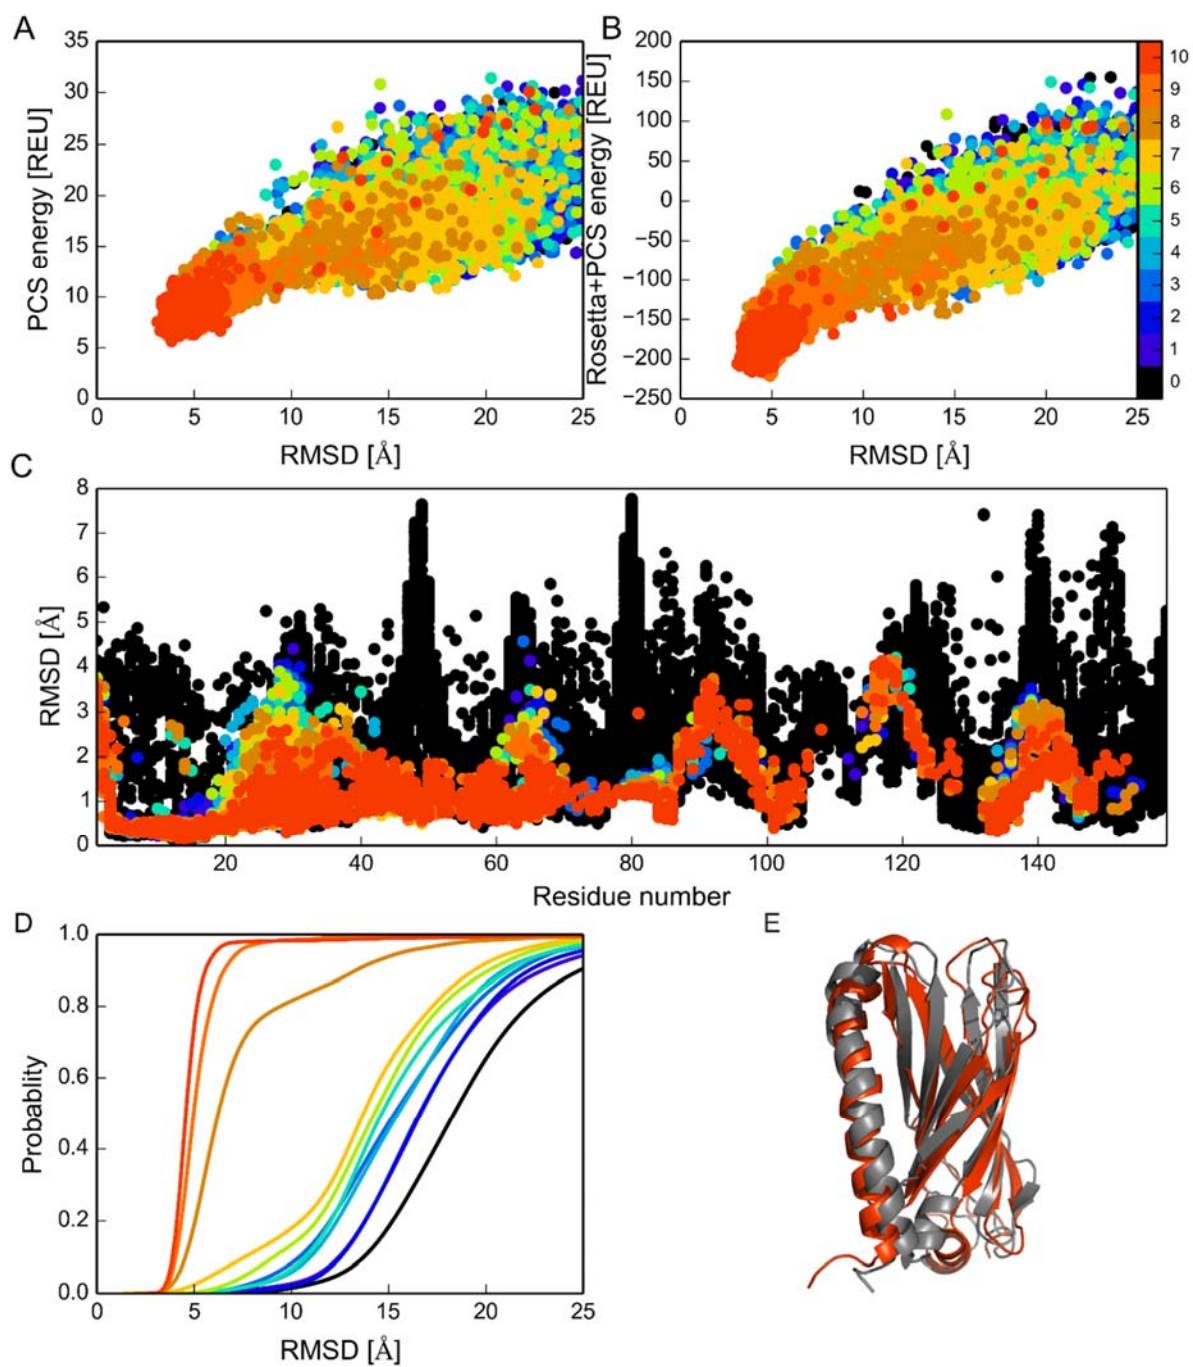 A
B
35
30
25
20
15
10
5
0
PCS energy [REU]
0 5 10 15 20 25
RMSD [Å]
200
150
100
50
0
−50
−100
−150
−200
−250
Rosetta+PCS energy [REU]
0 5 10 15 20 25
RMSD [Å]
10
9
8
7
6
5
4
3
2
1
0
C
8
7
6
5
4
3
2
1
0
RMSD [Å]
20 40 60 80 100 120 140
Residue number
D
E
1.0
0.8
0.6
0.4
0.2
0.0
Probablity
0 5 10 15 20 25
RMSD [Å]